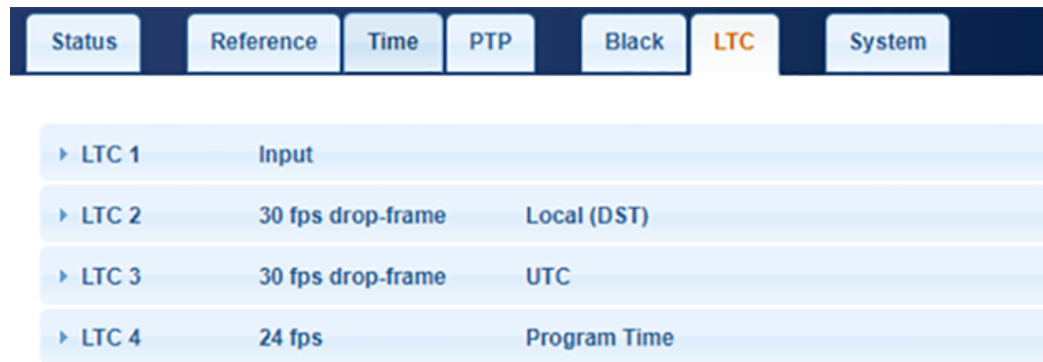 Status Reference Time PTP Black LTC System
LTC 1 Input
LTC 2 30 fps drop-frame Local (DST)
LTC 3 30 fps drop-frame UTC
LTC 4 24 fps Program Time